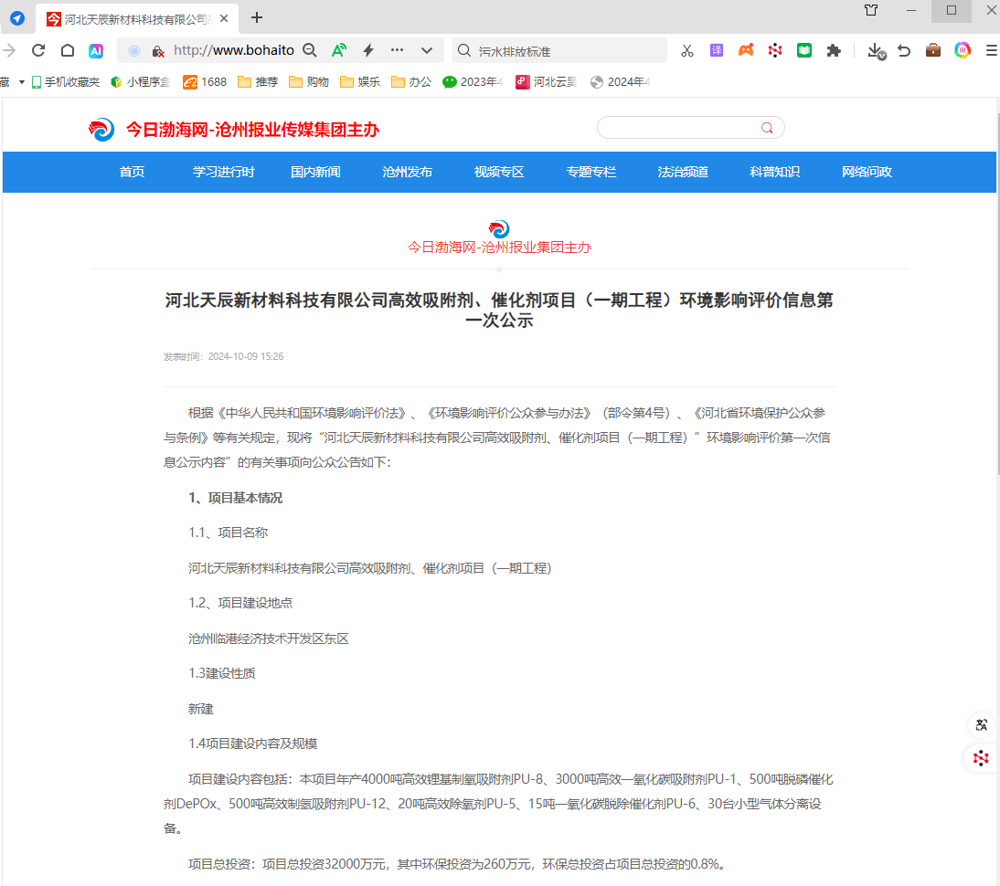 河北天辰新材料科技有限公司高
AI
http://www.bohaito
污水排放标准
译
AI
藏
手机收藏夹
小程序盒
1688
推荐
购物
娱乐
办公
2023年4
河北云昊
2024年4
今日渤海网-沧州报业传媒集团主办
首页
学习进行时
国内新闻
沧州发布
视频专区
专题专栏
法治频道
科普知识
网络问政
今日渤海网-沧州报业集团主办
河北天辰新材料科技有限公司高效吸附剂、催化剂项目（一期工程）环境影响评价信息第
一次公示
发表时间：2024-10-09 15:26
根据《中华人民共和国环境影响评价法》、《环境影响评价公众参与办法》（部令第4号）、《河北省环境保护公众参
与条例》等有关规定，现将“河北天辰新材料科技有限公司高效吸附剂、催化剂项目（一期工程）”环境影响评价第一次信
息公示内容”的有关事项向公众公告如下：
1、项目基本情况
1.1、项目名称
河北天辰新材料科技有限公司高效吸附剂、催化剂项目（一期工程）
1.2、项目建设地点
沧州临港经济技术开发区东区
1.3建设性质
新建
1.4项目建设内容及规模
项目建设内容包括：本项目年产4000吨高效锂基制氧吸附剂PU-8、3000吨高效一氧化碳吸附剂PU-1、500吨脱磷催化
剂DePOx、500吨高效制氢吸附剂PU-12、20吨高效除氧剂PU-5、15吨一氧化碳脱除催化剂PU-6、30台小型气体分离设
备。
项目总投资：项目总投资32000万元，其中环保投资为260万元，环保总投资占项目总投资的0.8%。